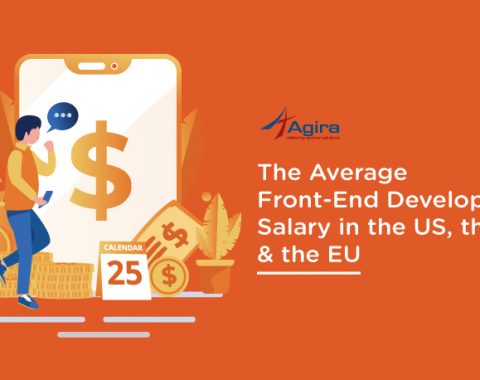 Agira
The Average
Front-End Develop
Salary in the US, th
& the EU
$
CALENDAR
25
$
$